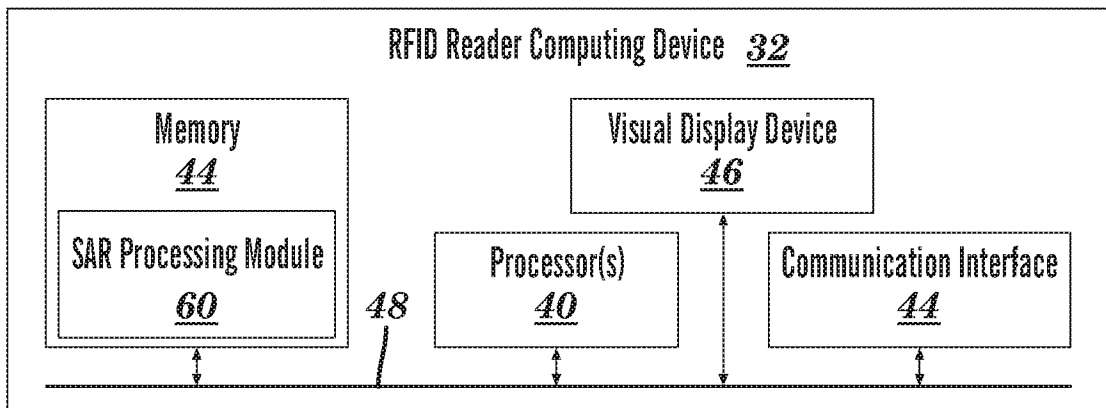 RFID Reader Computing Device 32
Memory
44
SAR Processing Module
60
48
Processor(s)
40
Visual Display Device
46
Communication Interface
44